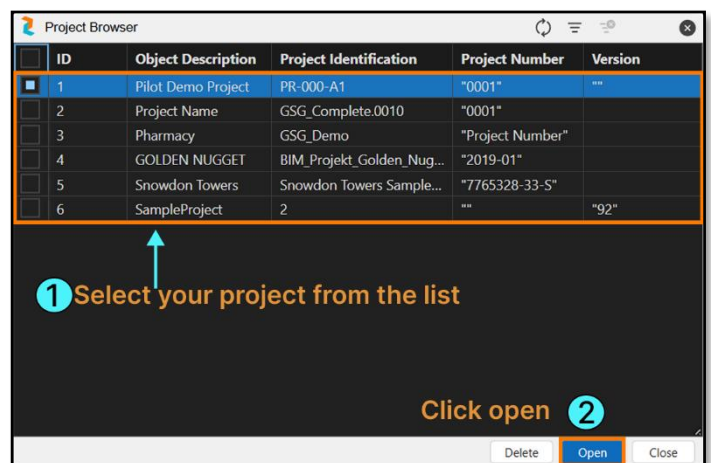 Project Browser
ID Object Description Project Identification Project Number Version
1 Pilot Demo Project PR-000-A1 "0001" ""
2 Project Name GSG_Complete.0010 "0001"
3 Pharmacy GSG_Demo "Project Number"
4 GOLDEN NUGGET BIM_Projekt_Golden_Nug... "2019-01"
5 Snowdon Towers Snowdon Towers Sample... "7765328-33-S"
6 SampleProject 2 "" "92"
1 Select your project from the list
Click open 2
Delete Open Close